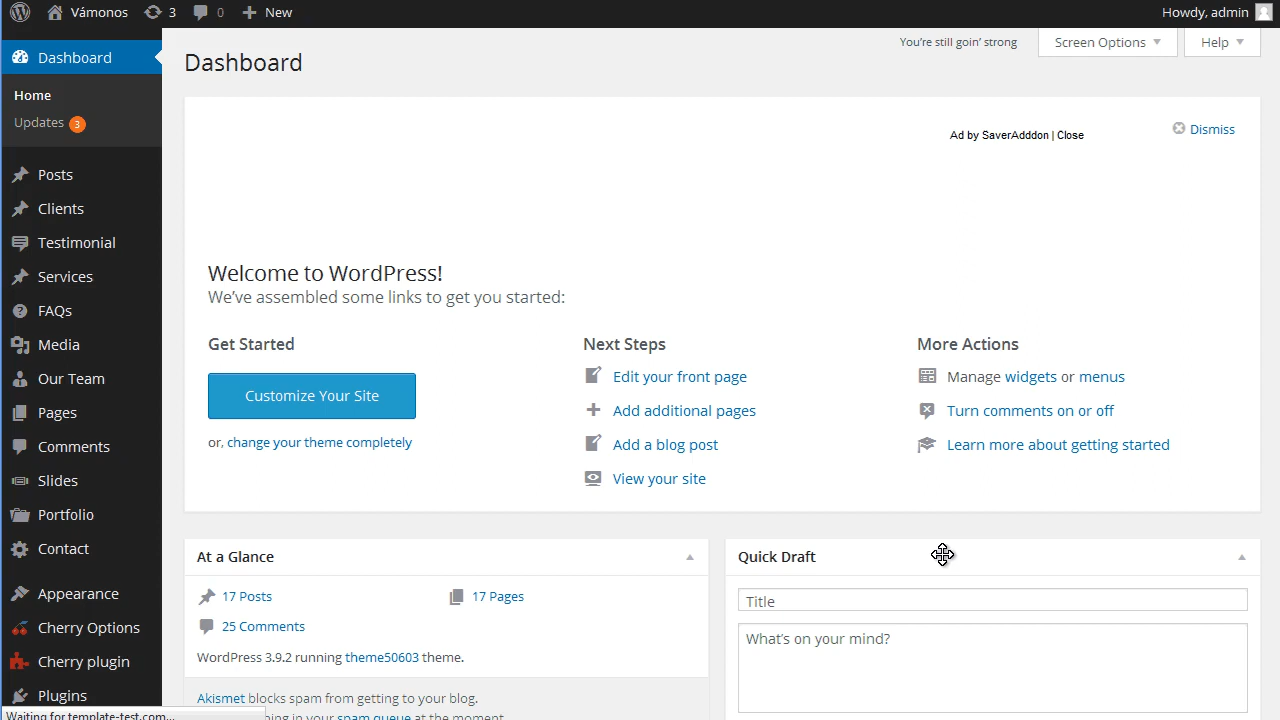 Vámonos 3 0 New Howdy, admin
You're still goin' strong Screen Options Help
Dashboard
Home
Updates 3
Posts
Clients
Testimonial
Services
FAQs
Media
Our Team
Pages
Comments
Slides
Portfolio
Contact
Appearance
Cherry Options
Cherry plugin
Plugins
Dashboard
Ad by SaverAdddon | Close
Dismiss
Welcome to WordPress!
We've assembled some links to get you started:
Get Started
Customize Your Site
or, change your theme completely
Next Steps
Edit your front page
Add additional pages
Add a blog post
View your site
More Actions
Manage widgets or menus
Turn comments on or off
Learn more about getting started
At a Glance
17 Posts 17 Pages
25 Comments
WordPress 3.9.2 running theme50603 theme.
Akismet blocks spam from getting to your blog.
in your spam queue at the moment.
Quick Draft
Title
What's on your mind?
Waiting for template-test.com...